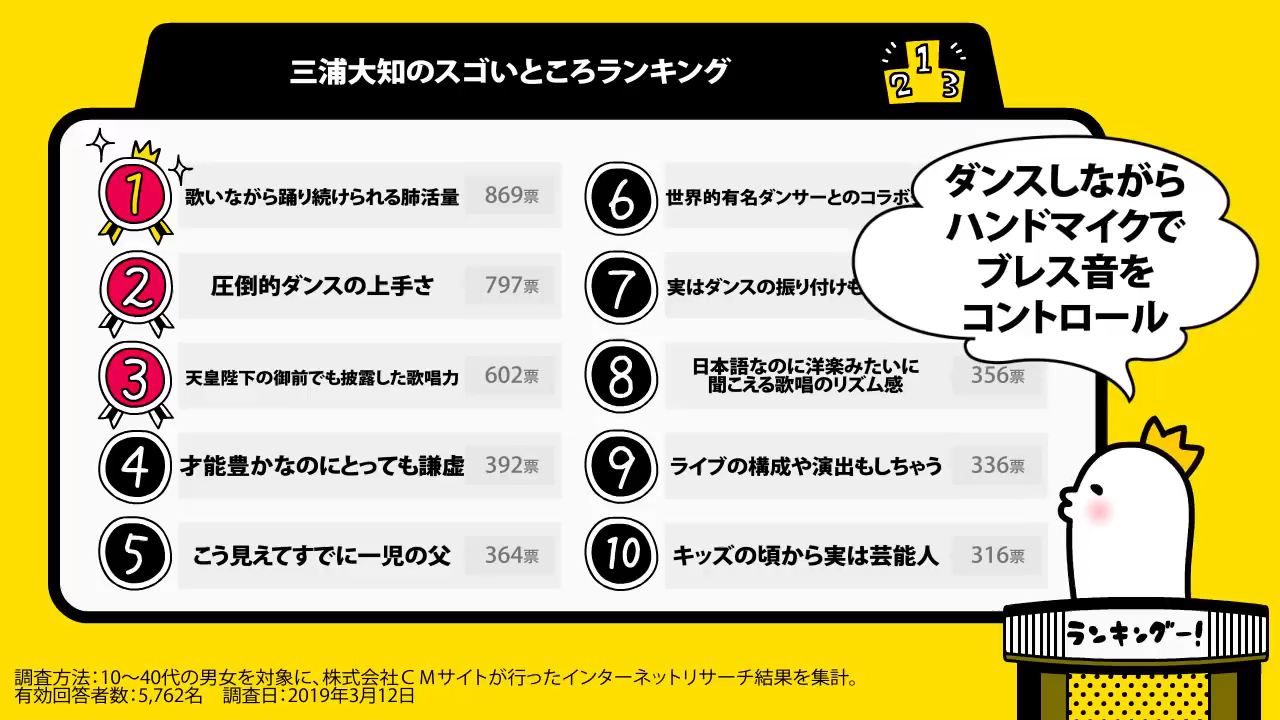 三浦大知のスゴいところランキング
1
2
3
1
歌いながら踊り続けられる肺活量
869票
2
圧倒的ダンスの上手さ
797票
3
天皇陛下の御前でも披露した歌唱力
602票
4
才能豊かなのにとっても謙虚
392票
5
こう見えてすでに一児の父
364票
6
世界的有名ダンサーとのコラボ
7
実はダンスの振り付けも
8
日本語なのに洋楽みたいに
聞こえる歌唱のリズム感
356票
9
ライブの構成や演出もしちゃう
336票
10
キッズの頃から実は芸能人
316票
ダンスしながら
ハンドマイクで
ブレス音を
コントロール
ランキングー!
調査方法:10〜40代の男女を対象に、株式会社CMサイトが行ったインターネットリサーチ結果を集計。
有効回答者数:5,762名 調査日:2019年3月12日